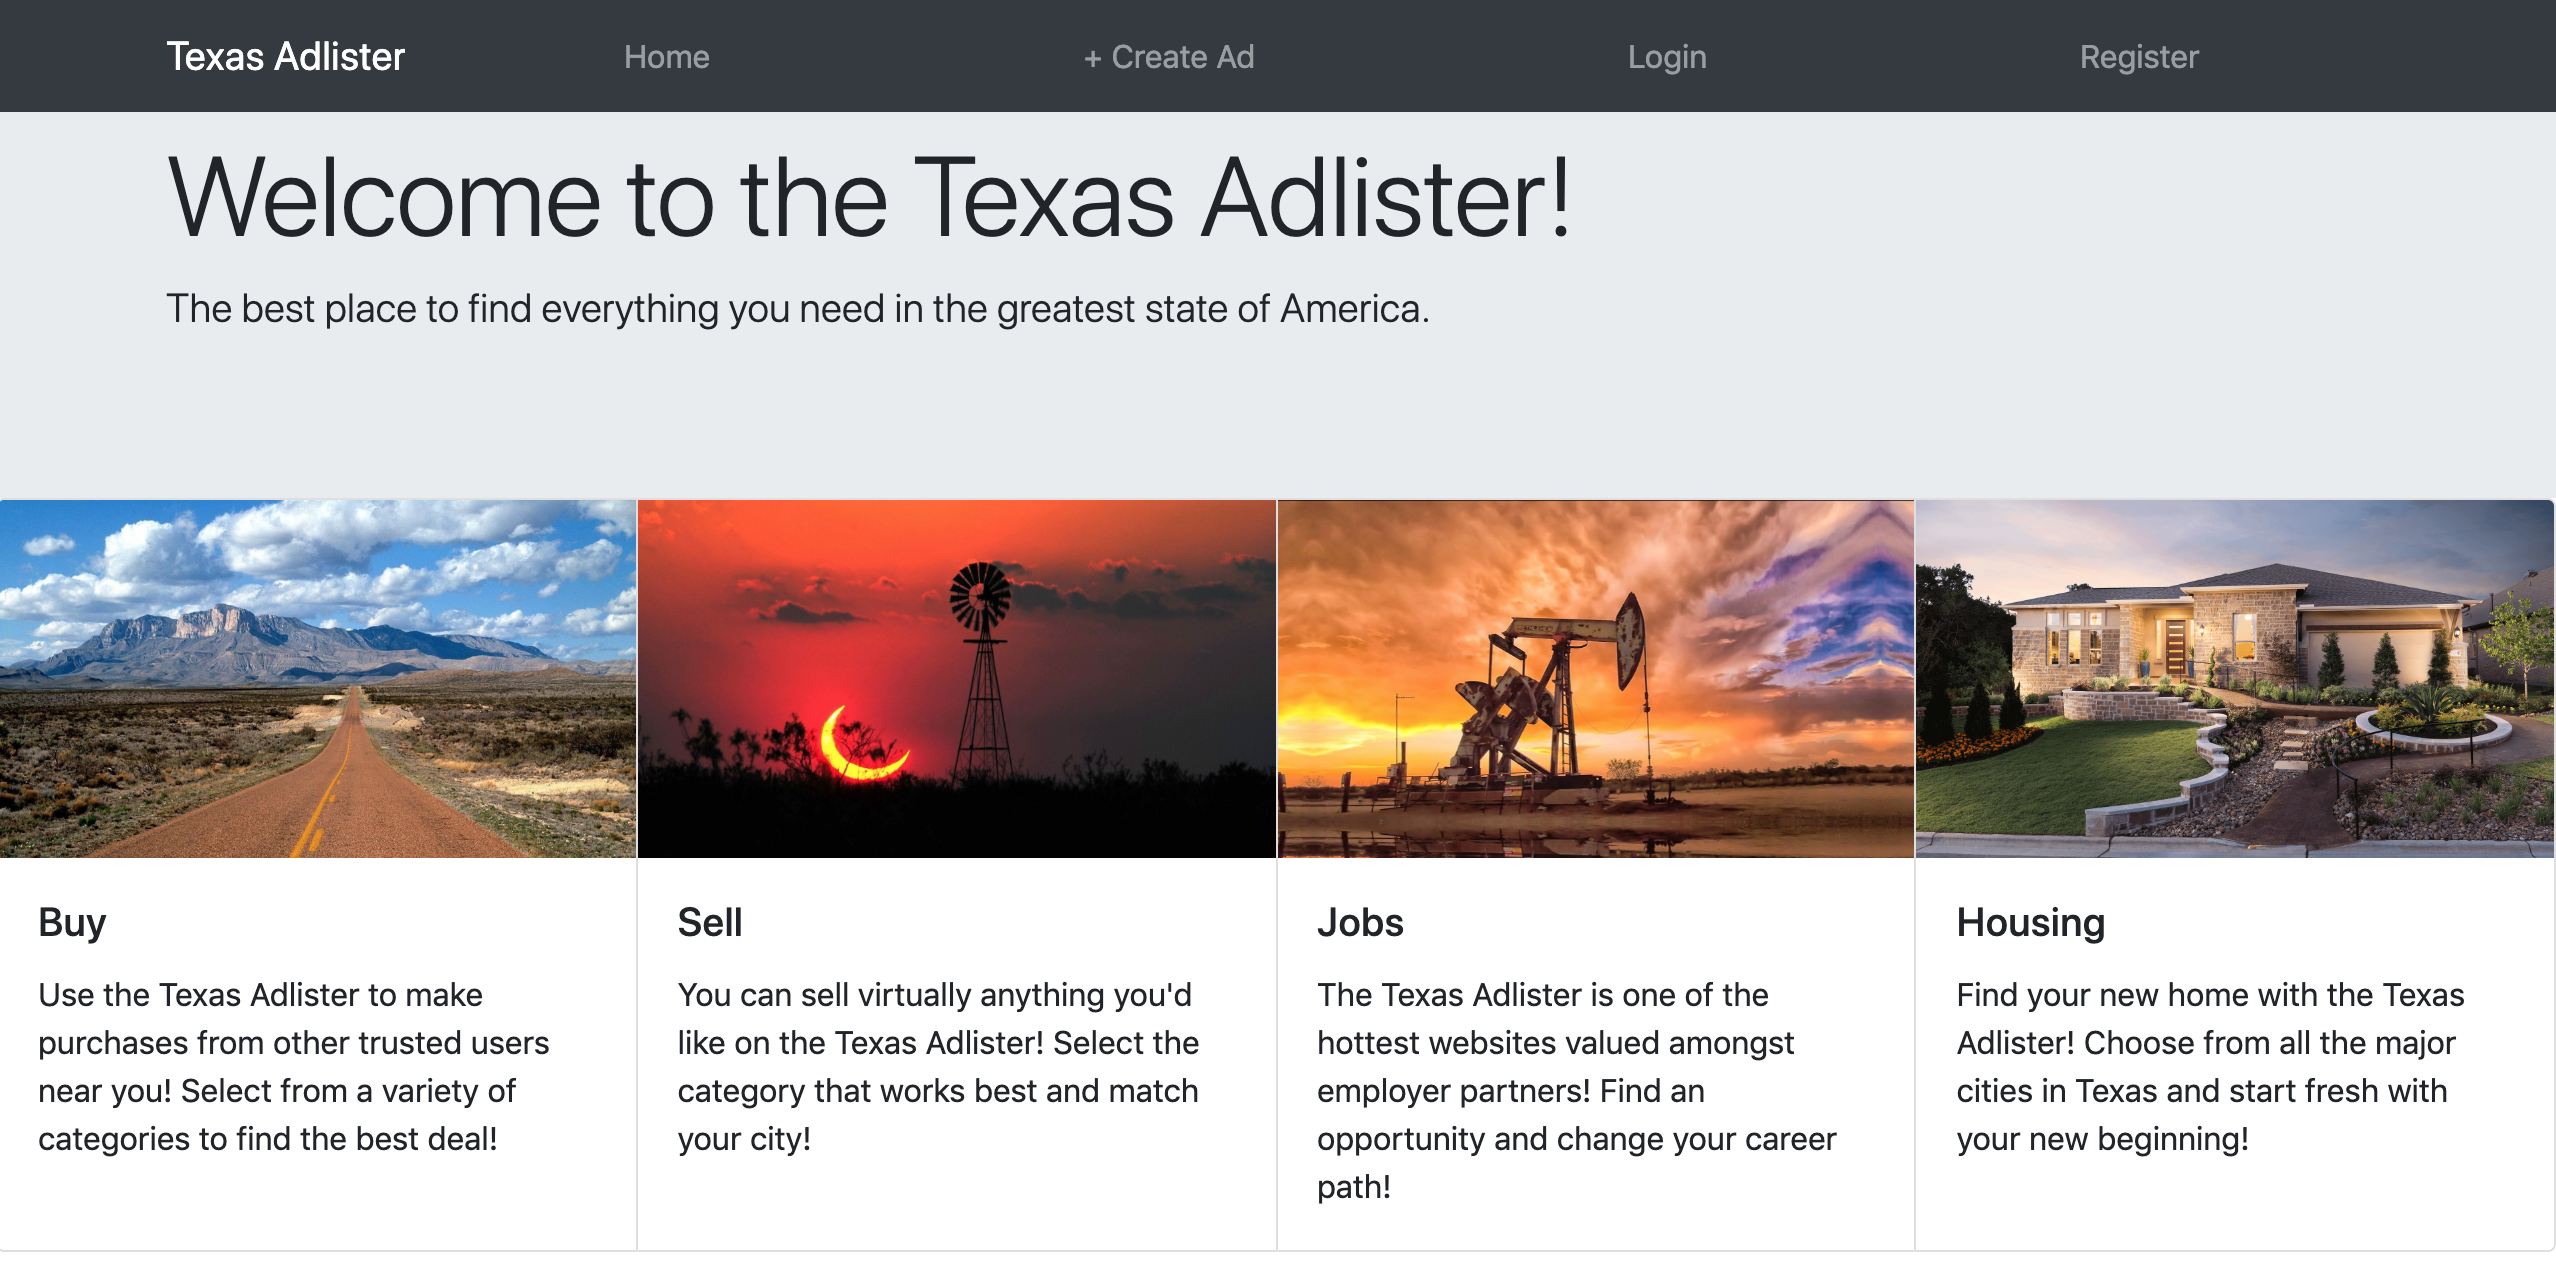 Texas Adlister Home + Create Ad Login Register
Welcome to the Texas Adlister!
The best place to find everything you need in the greatest state of America.
Buy
Use the Texas Adlister to make
purchases from other trusted users
near you! Select from a variety of
categories to find the best deal!
Sell
You can sell virtually anything you'd
like on the Texas Adlister! Select the
category that works best and match
your city!
Jobs
The Texas Adlister is one of the
hottest websites valued amongst
employer partners! Find an
opportunity and change your career
path!
Housing
Find your new home with the Texas
Adlister! Choose from all the major
cities in Texas and start fresh with
your new beginning!